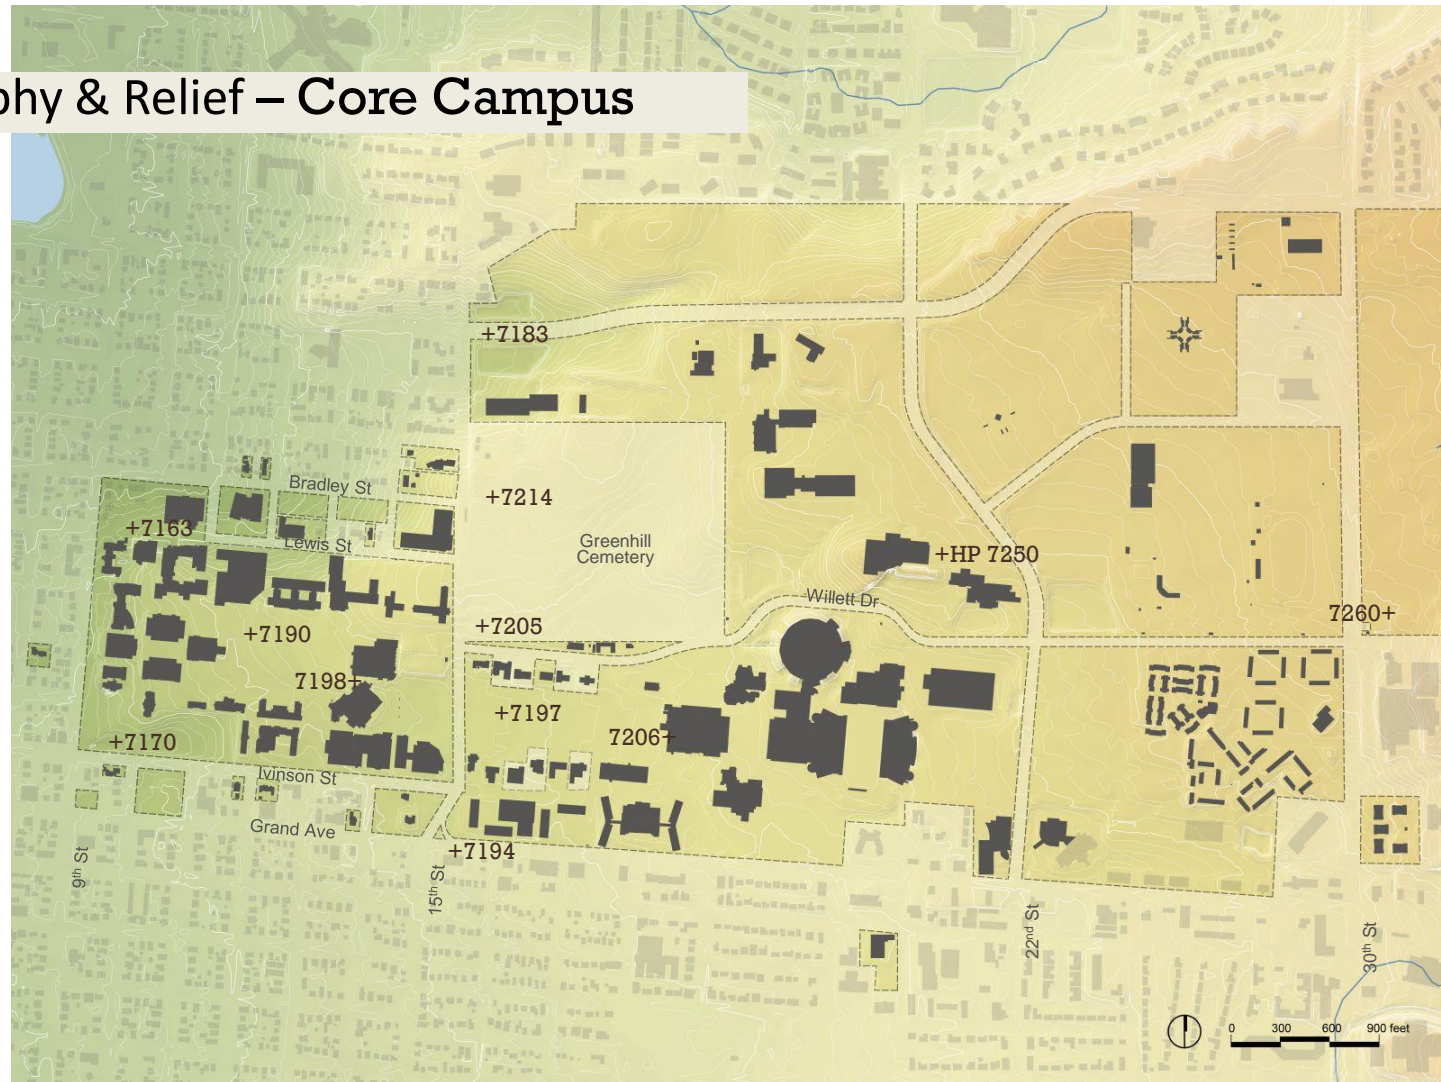 phy & Relief – Core Campus
+7183
Bradley St
+7214
+7163
Lewis St
Greenhill
Cemetery
+HP 7250
Willett Dr
7260+
+7205
+7190
7198+
+7197
7206+
+7170
Ivinson St
Grand Ave
+7194
9th St
15th St
22nd St
30th St
0 300 600 900 feet